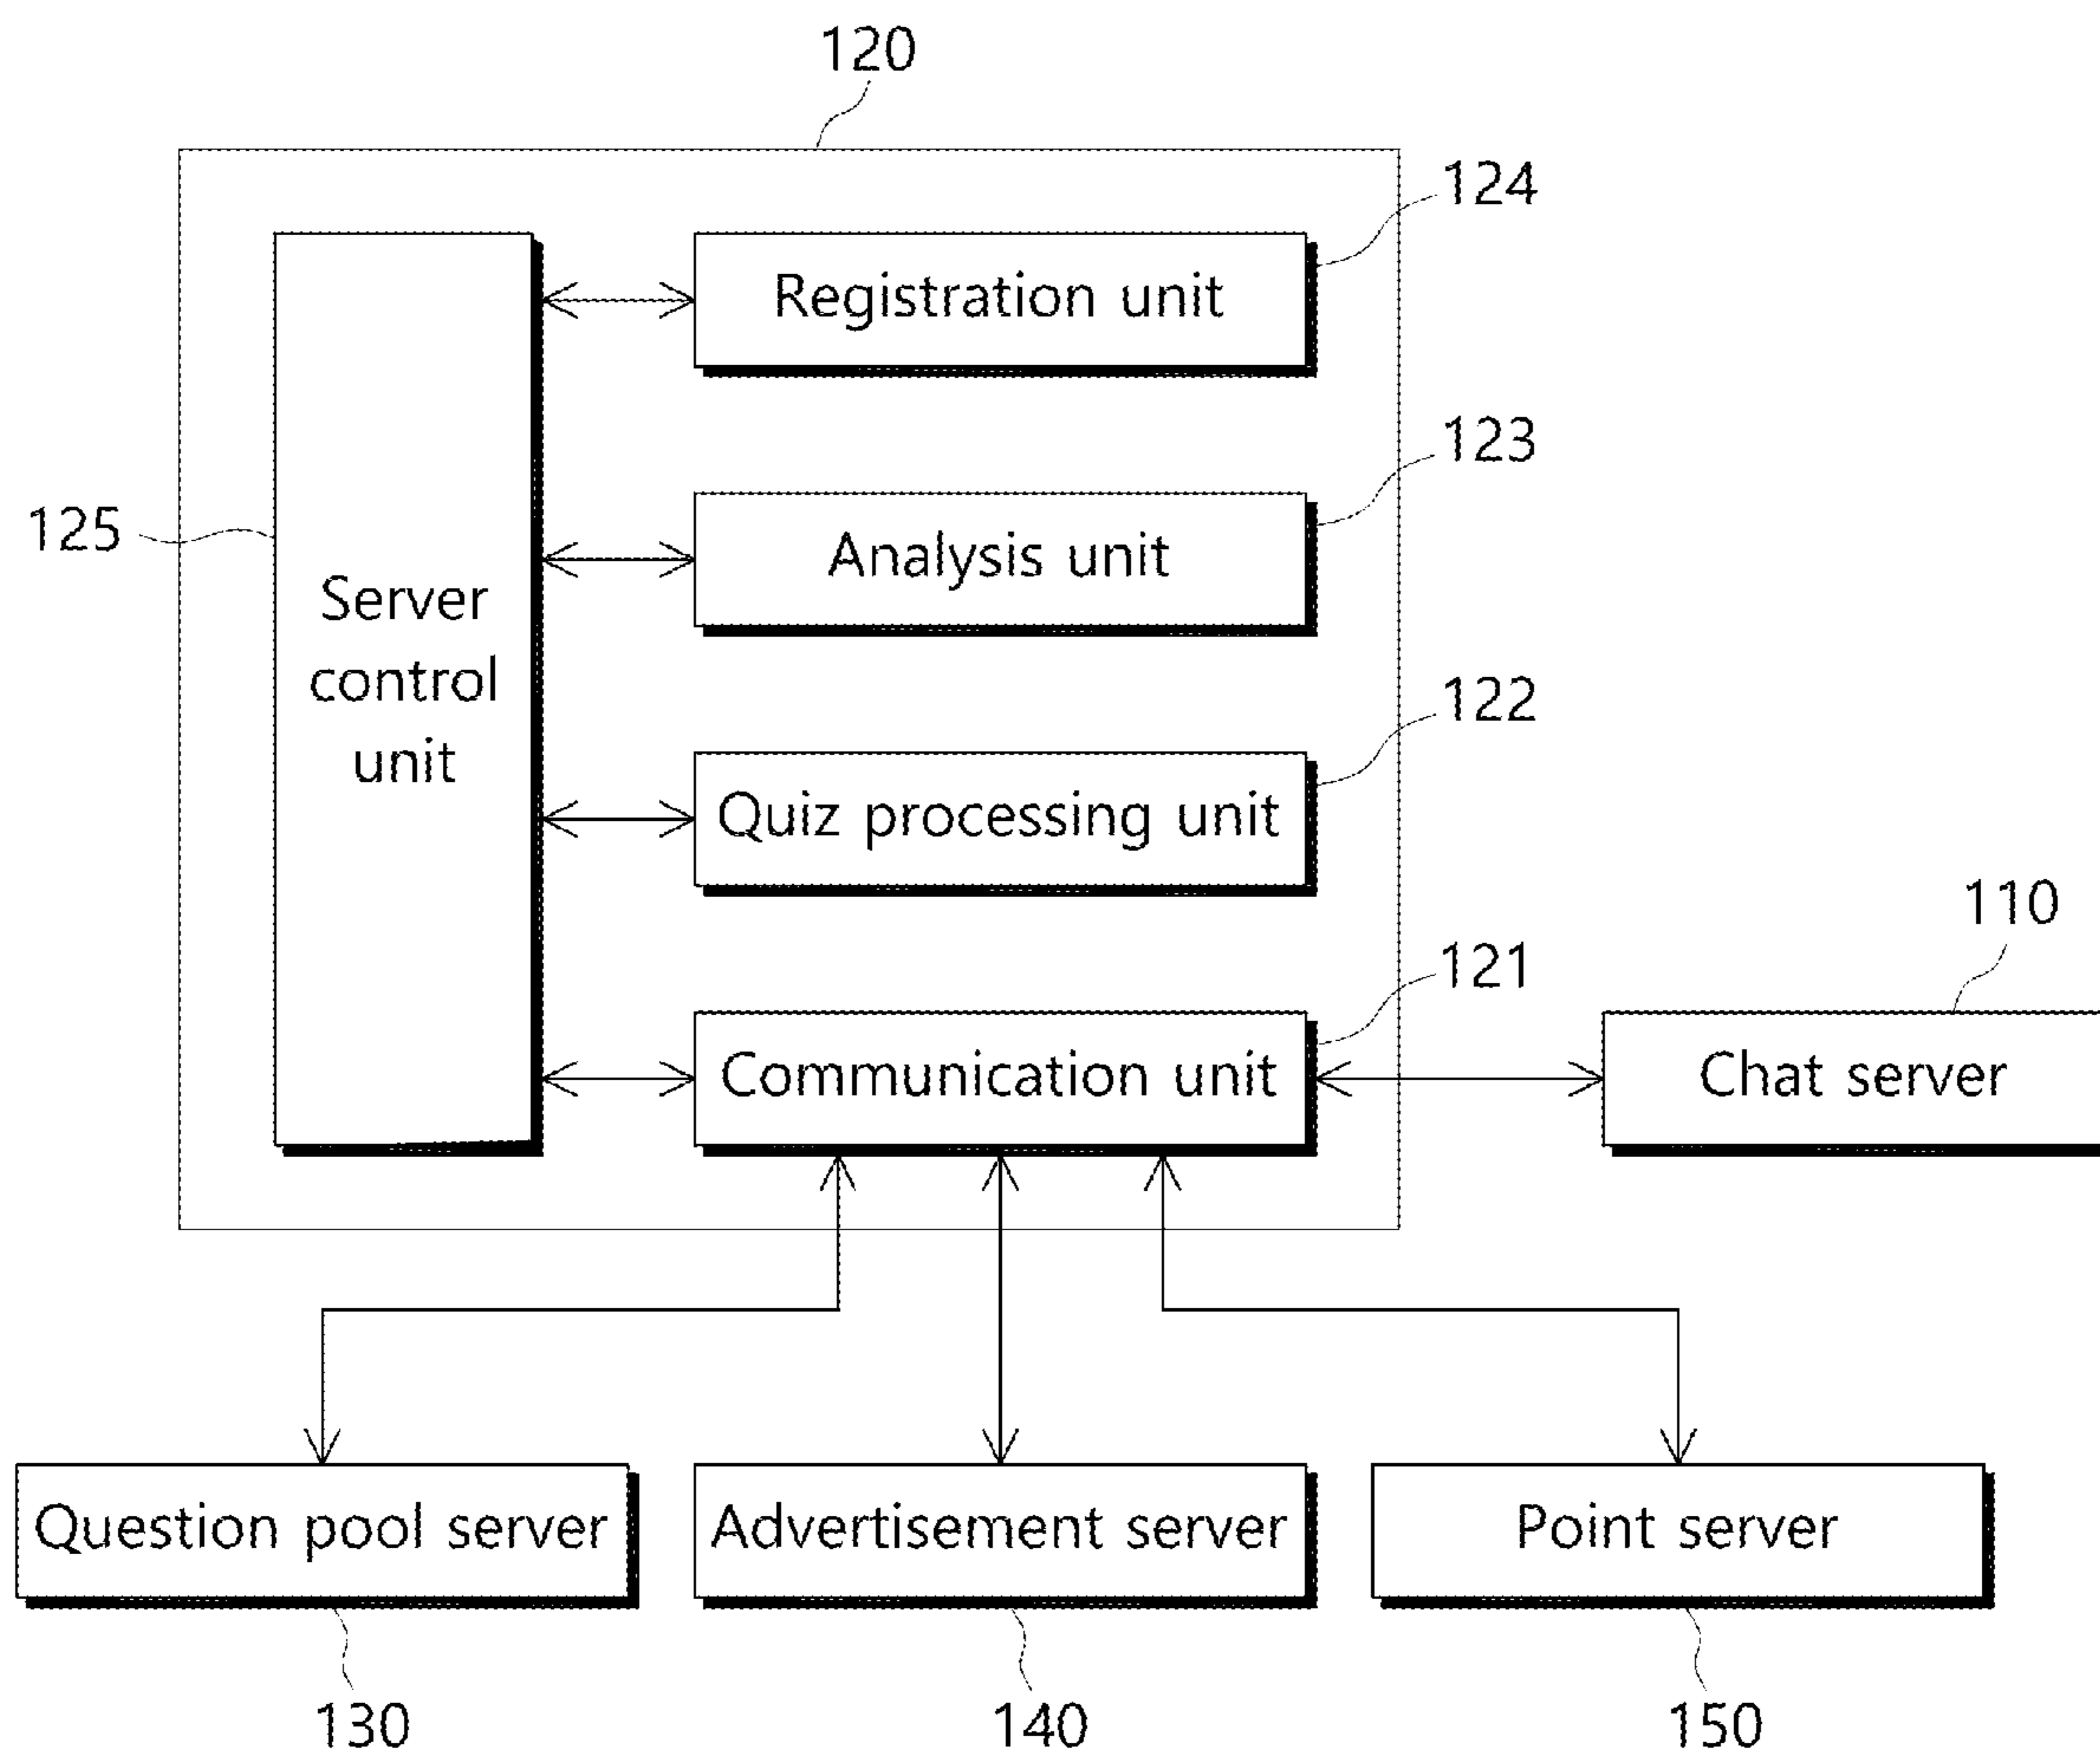 120
124
Registration unit
123
Analysis unit
125
Server
control
unit
122
Quiz processing unit
110
121
Communication unit
Chat server
Question pool server
Advertisement server
Point server
130
140
150